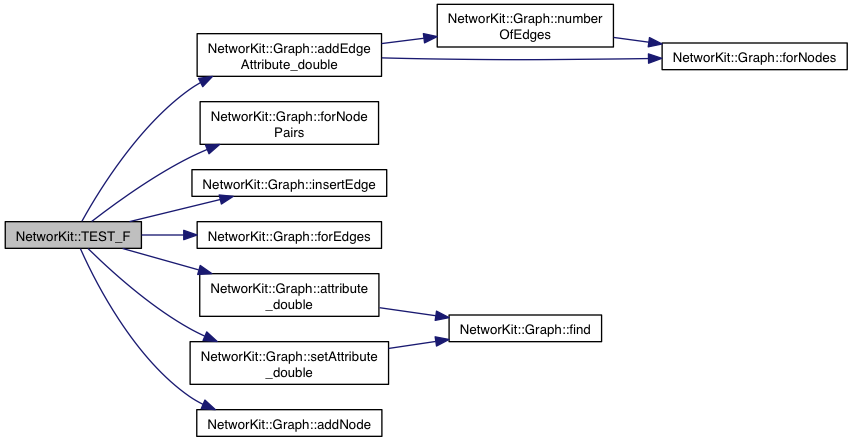 NetworKit::Graph::number
OfEdges
NetworKit::Graph::addEdge
Attribute_double
NetworKit::Graph::forNodes
NetworKit::Graph::forNode
Pairs
NetworKit::Graph::insertEdge
NetworKit::TEST_F
NetworKit::Graph::forEdges
NetworKit::Graph::attribute
_double
NetworKit::Graph::find
NetworKit::Graph::setAttribute
_double
NetworKit::Graph::addNode